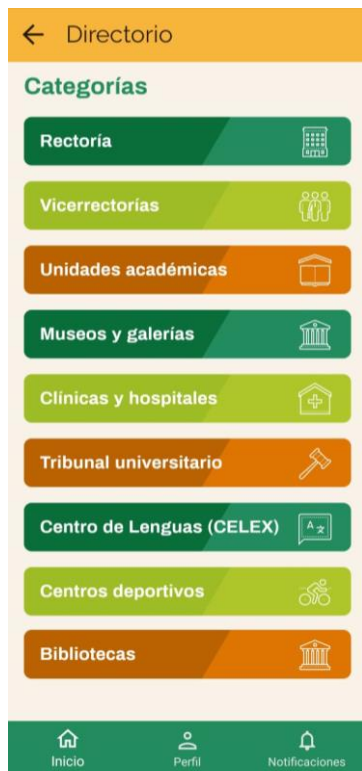 Directorio
Categorías
Rectoría
Vicerrectorías
Unidades académicas
Museos y galerías
Clínicas y hospitales
Tribunal universitario
Centro de Lenguas (CELEX)
A 文
Centros deportivos
Bibliotecas
Inicio
Perfil
Notificaciones